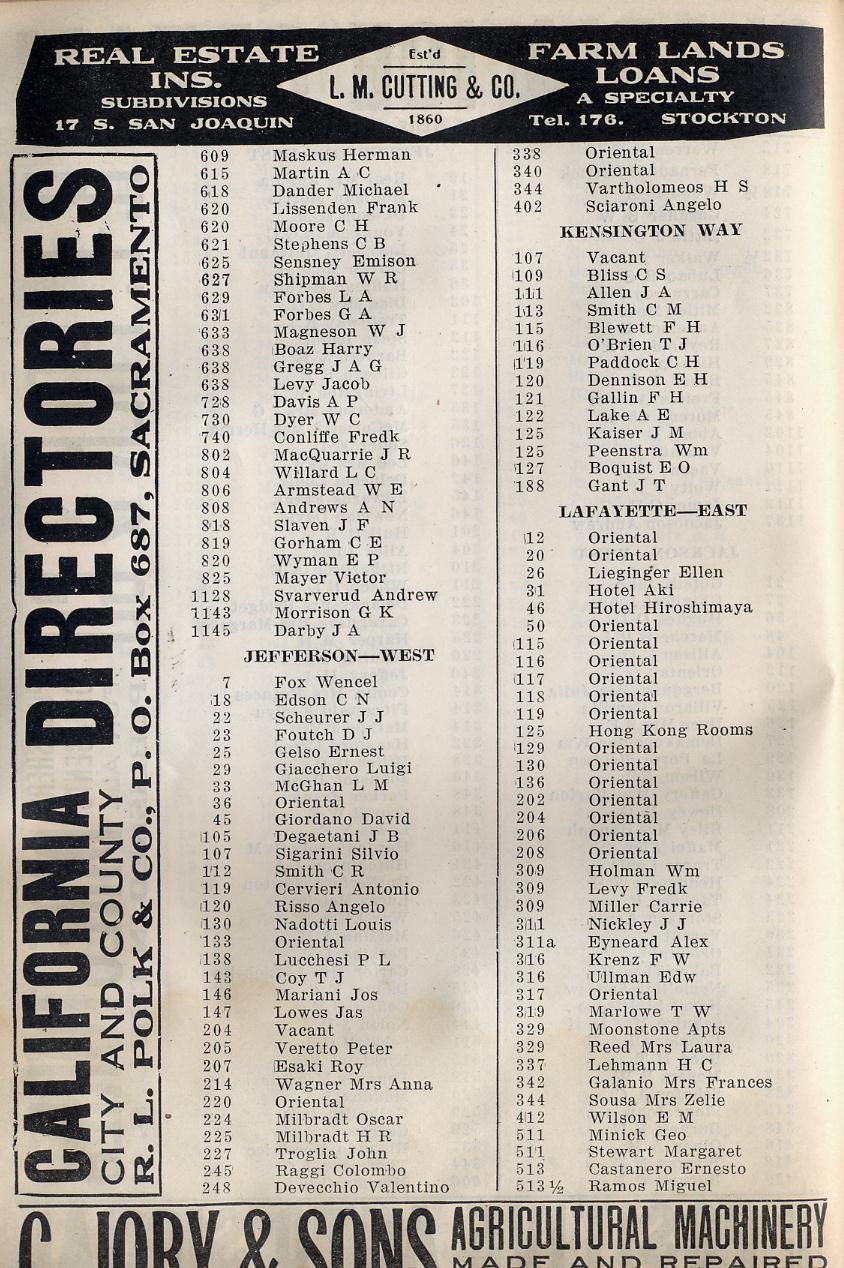 REAL ESTATE
INS.
SUBDIVISIONS
17 S. SAN JOAQUIN
Est'd
L. M. CUTTING & CO.
1860
FARM LANDS
LOANS
A SPECIALTY
Tel. 176. STOCKTON
CALIFORNIA DIRECTORIES
CITY AND COUNTY
R. L. POLK & CO., P. O. Box 687, SACRAMENTO
609 Maskus Herman
615 Martin A C
618 Dander Michael
620 Lissenden Frank
620 Moore C H
621 Stephens C B
625 Sensney Emison
627 Shipman W R
629 Forbes L A
631 Forbes G A
633 Magneson W J
638 Boaz Harry
638 Gregg J A G
638 Levy Jacob
728 Davis A P
730 Dyer W C
740 Conliffe Fredk
802 MacQuarrie J R
804 Willard L C
806 Armstead W E
808 Andrews A N
818 Slaven J F
819 Gorham C E
820 Wyman E P
825 Mayer Victor
1128 Svarverud Andrew
1143 Morrison G K
1145 Darby J A
JEFFERSON—WEST
7 Fox Wencel
18 Edson C N
22 Scheurer J J
23 Foutch D J
25 Gelso Ernest
29 Giacchero Luigi
33 McGhan L M
36 Oriental
45 Giordano David
105 Degaetani J B
107 Sigarini Silvio
112 Smith C R
119 Cervieri Antonio
120 Risso Angelo
130 Nadotti Louis
133 Oriental
138 Lucchesi P L
143 Coy T J
146 Mariani Jos
147 Lowes Jas
204 Vacant
205 Veretto Peter
207 Esaki Roy
214 Wagner Mrs Anna
220 Oriental
224 Milbradt Oscar
225 Milbradt H R
227 Troglia John
245 Raggi Colombo
248 Devecchio Valentino
338 Oriental
340 Oriental
344 Vartholomeos H S
402 Sciaroni Angelo
KENSINGTON WAY
107 Vacant
109 Bliss C S
111 Allen J A
113 Smith C M
115 Blewett F H
116 O'Brien T J
119 Paddock C H
120 Dennison E H
121 Gallin F H
122 Lake A E
125 Kaiser J M
125 Peenstra Wm
127 Boquist E O
188 Gant J T
LAFAYETTE—EAST
12 Oriental
20 Oriental
26 Lieginger Ellen
31 Hotel Aki
46 Hotel Hiroshimaya
50 Oriental
115 Oriental
116 Oriental
117 Oriental
118 Oriental
119 Oriental
125 Hong Kong Rooms
129 Oriental
130 Oriental
136 Oriental
202 Oriental
204 Oriental
206 Oriental
208 Oriental
309 Holman Wm
309 Levy Fredk
309 Miller Carrie
311 Nickley J J
311a Eyneard Alex
316 Krenz F W
316 Ullman Edw
317 Oriental
319 Marlowe T W
329 Moonstone Apts
329 Reed Mrs Laura
337 Lehmann H C
342 Galanio Mrs Frances
344 Sousa Mrs Zelie
412 Wilson E M
511 Minick Geo
511 Stewart Margaret
513 Castanero Ernesto
513½ Ramos Miguel
C. JORY & SONS
AGRICULTURAL MACHINERY
MADE AND REPAIRED